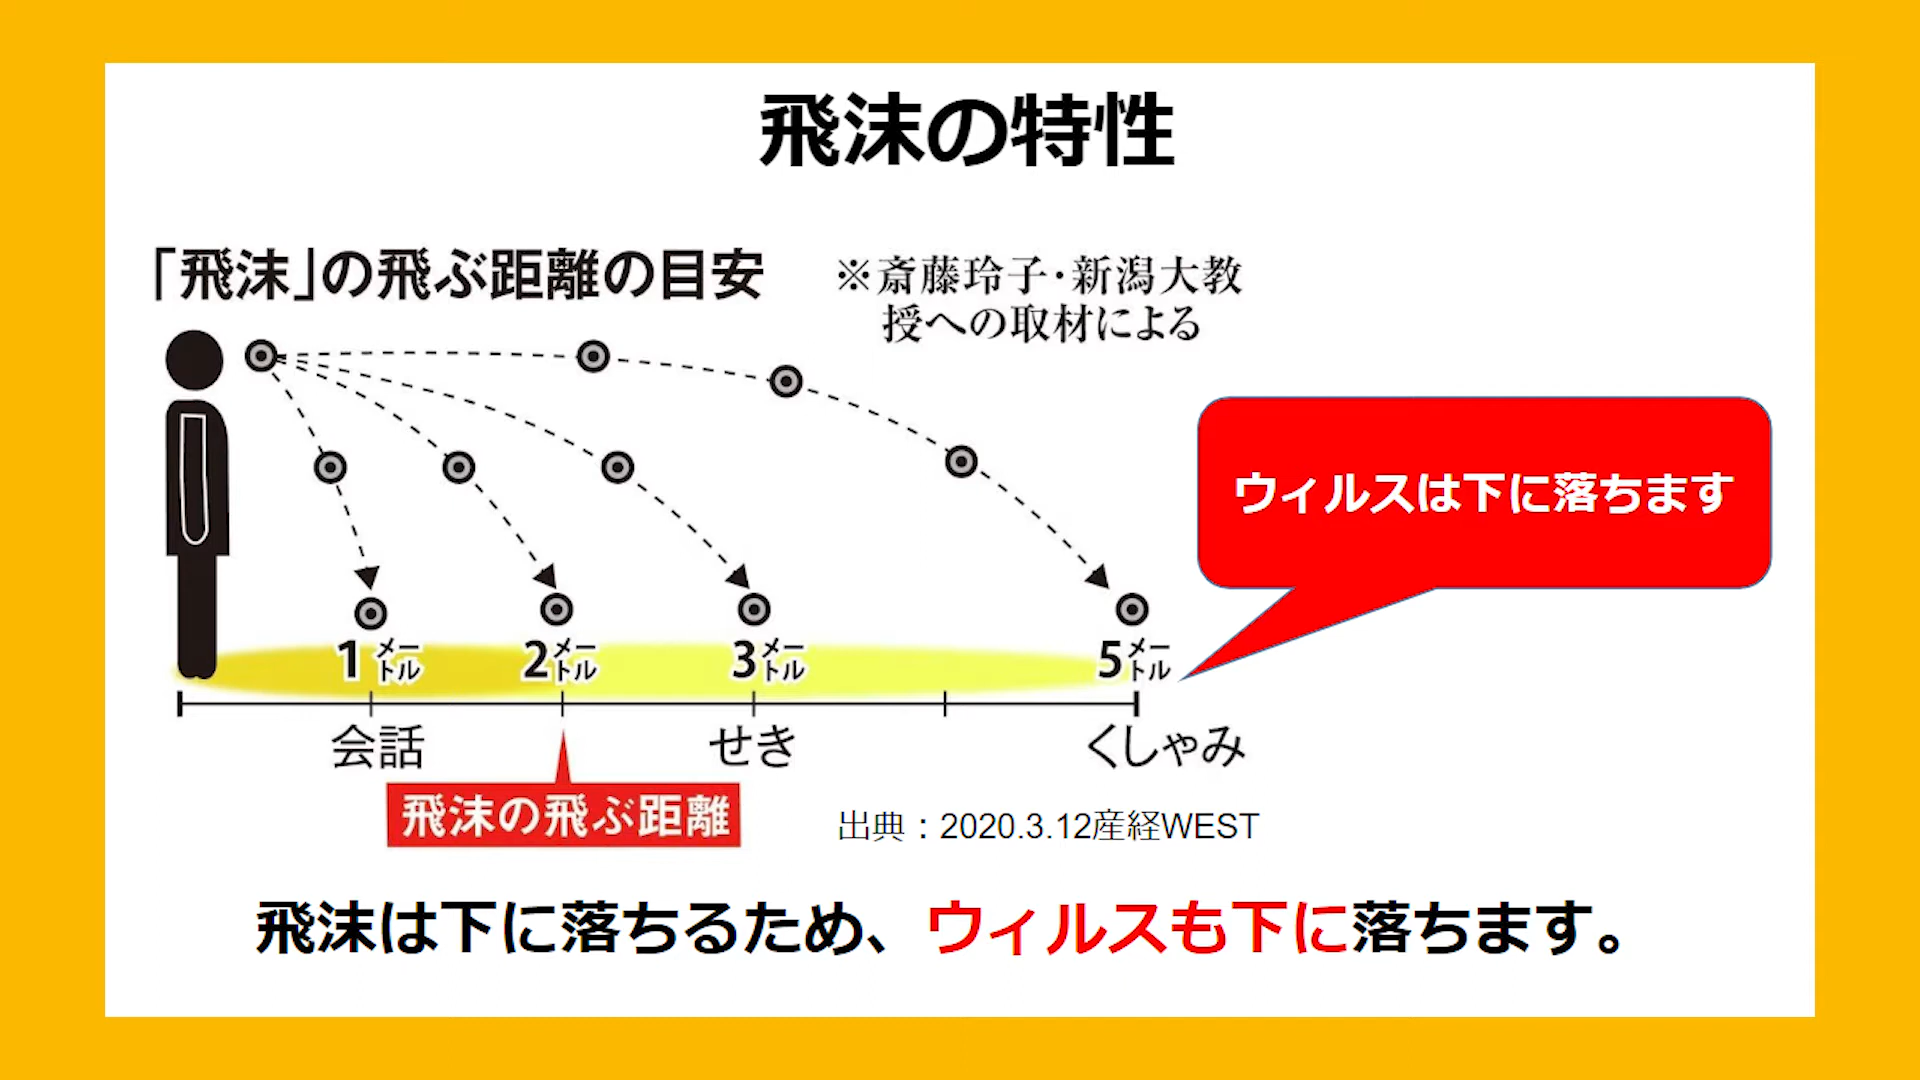 飛沫の特性
「飛沫」の飛ぶ距離の目安
※斎藤玲子・新潟大教
授への取材による
ウィルスは下に落ちます
1メートル 2メートル 3メートル 5メートル
会話 せき くしゃみ
飛沫の飛ぶ距離
出典：2020.3.12産経WEST
飛沫は下に落ちるため、ウィルスも下に落ちます。